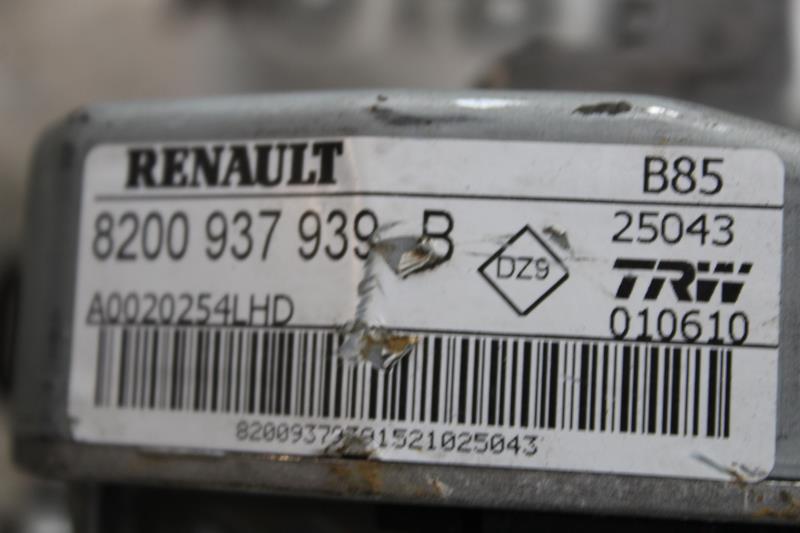 RENAULT B85
8200 937 939 B
DZ9
25043
TRW
A0020254LHD
010610